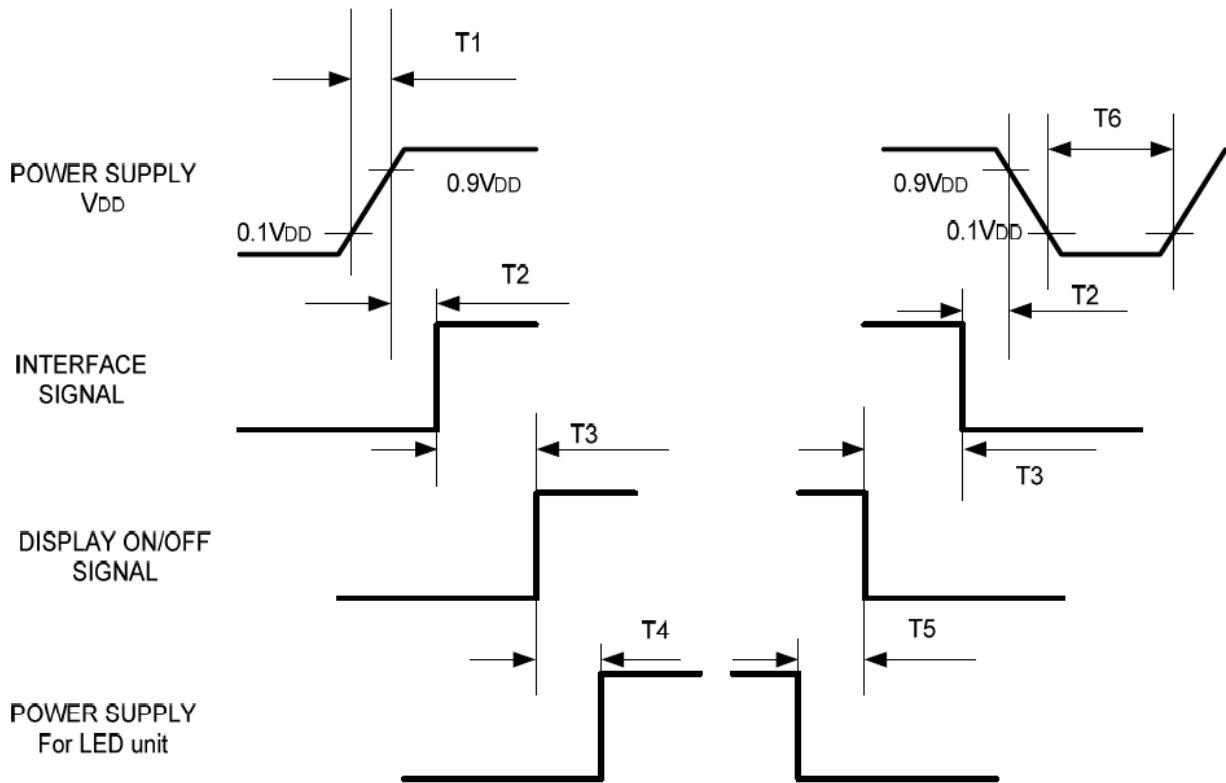 T1
T6
POWER SUPPLY
VDD
0.9VDD
0.9VDD
0.1VDD
0.1VDD
T2
T2
INTERFACE
SIGNAL
T3
T3
DISPLAY ON/OFF
SIGNAL
T4
T5
POWER SUPPLY
For LED unit